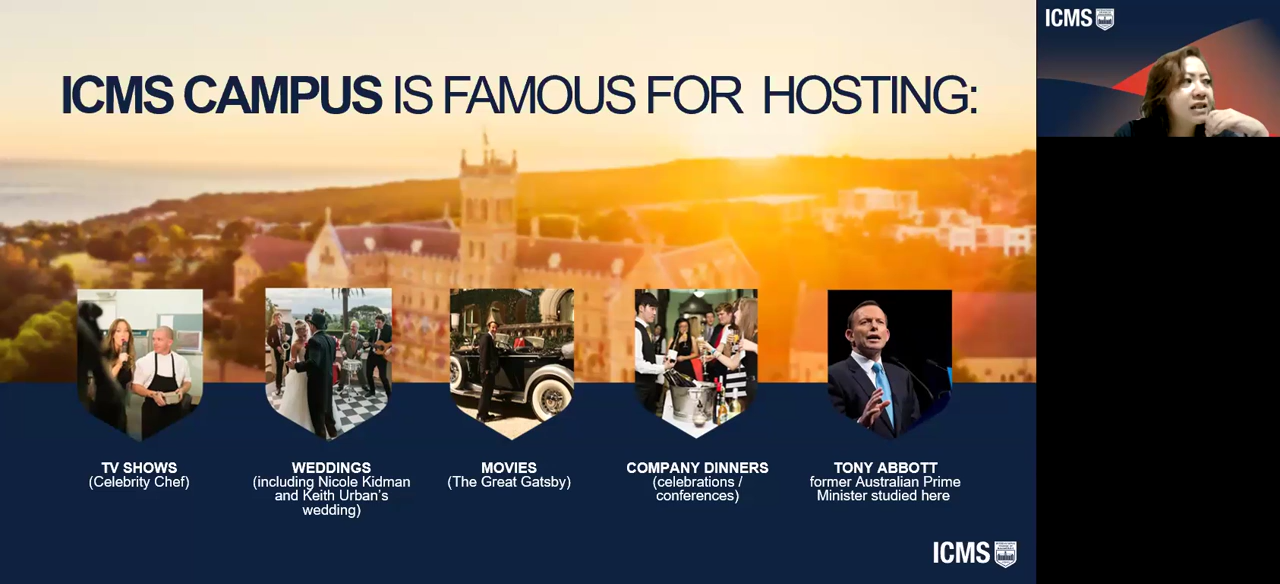 ICMS CAMPUS IS FAMOUS FOR HOSTING:
TV SHOWS
(Celebrity Chef)
WEDDINGS
(including Nicole Kidman
and Keith Urban's
wedding)
MOVIES
(The Great Gatsby)
COMPANY DINNERS
(celebrations /
conferences)
TONY ABBOTT
former Australian Prime
Minister studied here
ICMS
ICMS